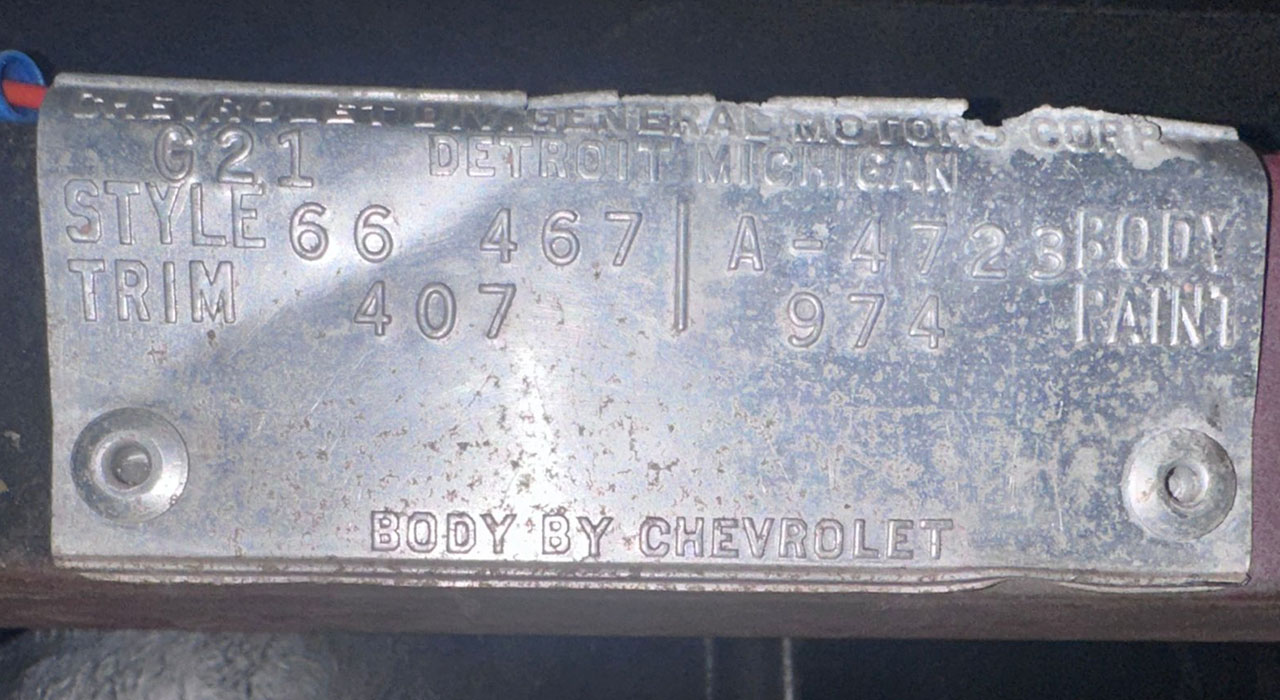 CHEVROLET DIV. GENERAL MOTORS CORP.
G21 DETROIT MICHIGAN
STYLE 66 467 | A-4723 BODY
TRIM 407 974 PAINT
BODY BY CHEVROLET